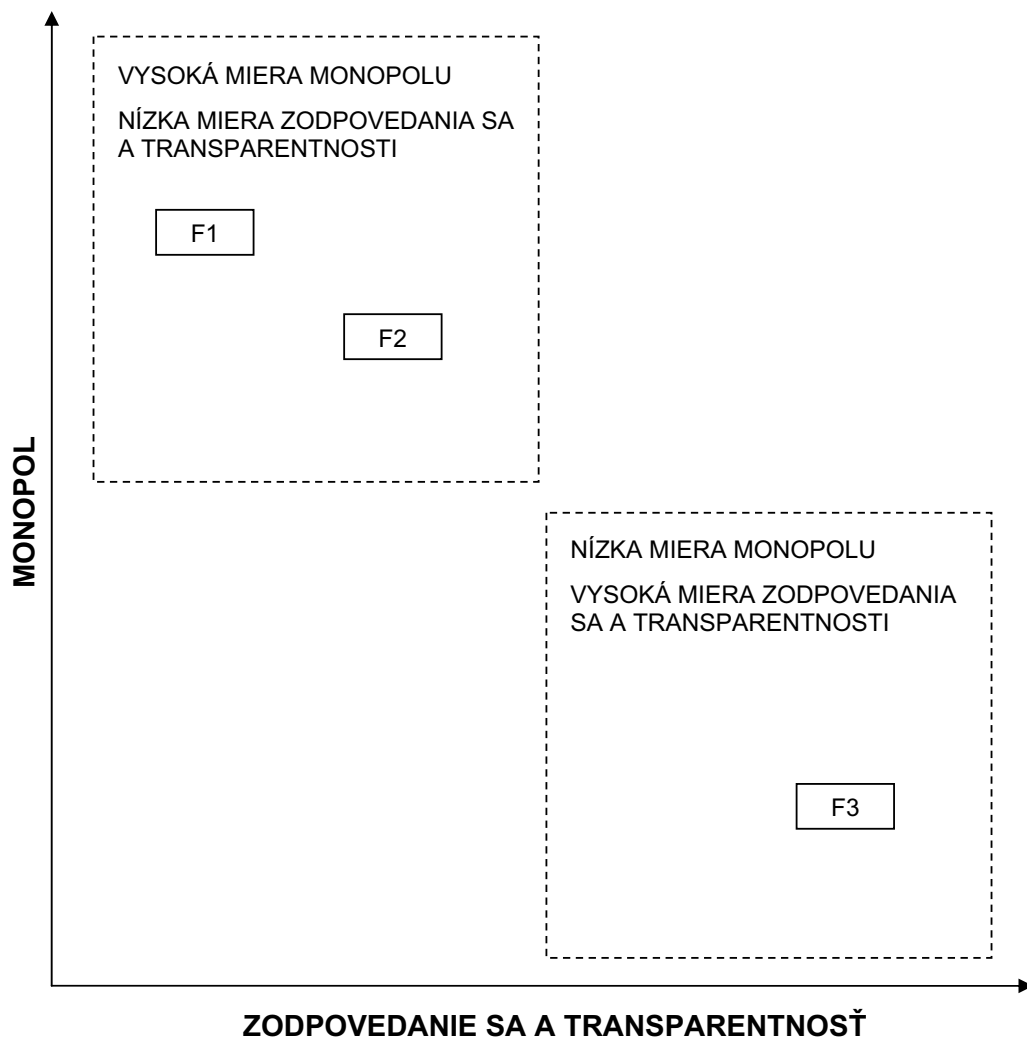 VYSOKÁ MIERA MONOPOLU
NÍZKA MIERA ZODPOVEDANIA SA
A TRANSPARENTNOSTI
F1
F2
MONOPOL
NÍZKA MIERA MONOPOLU
VYSOKÁ MIERA ZODPOVEDANIA
SA A TRANSPARENTNOSTI
F3
ZODPOVEDANIE SA A TRANSPARENTNOSŤ